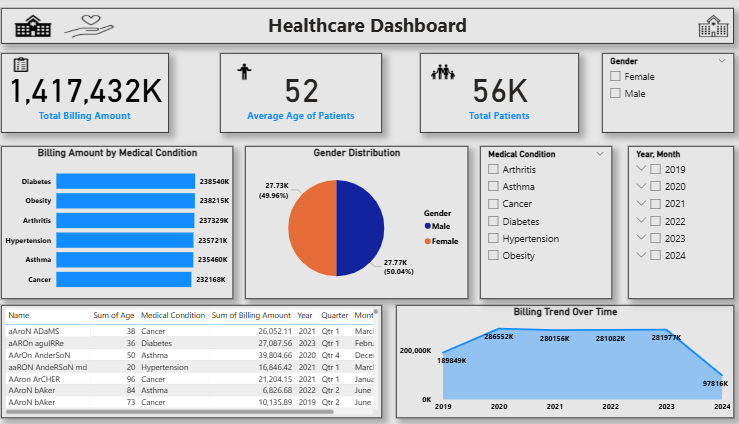 Healthcare Dashboard
1,417,432K
Total Billing Amount
52
Average Age of Patients
56K
Total Patients
Gender
Female
Male
Billing Amount by Medical Condition
Diabetes 238540K
Obesity 238215K
Arthritis 237329K
Hypertension 235721K
Asthma 235460K
Cancer 232168K
Gender Distribution
27.73K
(49.96%)
Gender
Male
Female
27.77K
(50.04%)
Medical Condition
Arthritis
Asthma
Cancer
Diabetes
Hypertension
Obesity
Year, Month
2019
2020
2021
2022
2023
2024
Name Sum of Age Medical Condition Sum of Billing Amount Year Quarter Mont
AAroN ADaMS 38 Cancer 26,052.11 2021 Qtr 1 Marc
aAROn aguIRRe 36 Diabetes 27,087.56 2023 Qtr 1 Febru
AArOn AnderSoN 50 Asthma 39,804.66 2020 Qtr 4 Decei
aaRON AndeRSoN md 20 Hypertension 16,846.42 2021 Qtr 1 Marc
AAron ArCHER 96 Cancer 21,204.15 2021 Qtr 1 Janua
AAroN bAker 84 Asthma 6,826.68 2022 Qtr 2 June
AAroN bAker 73 Cancer 10,135.89 2019 Qtr 2 June
Billing Trend Over Time
200,000K
0K
189849K
286552K
280156K
281082K
281977K
97816K
2019 2020 2021 2022 2023 2024